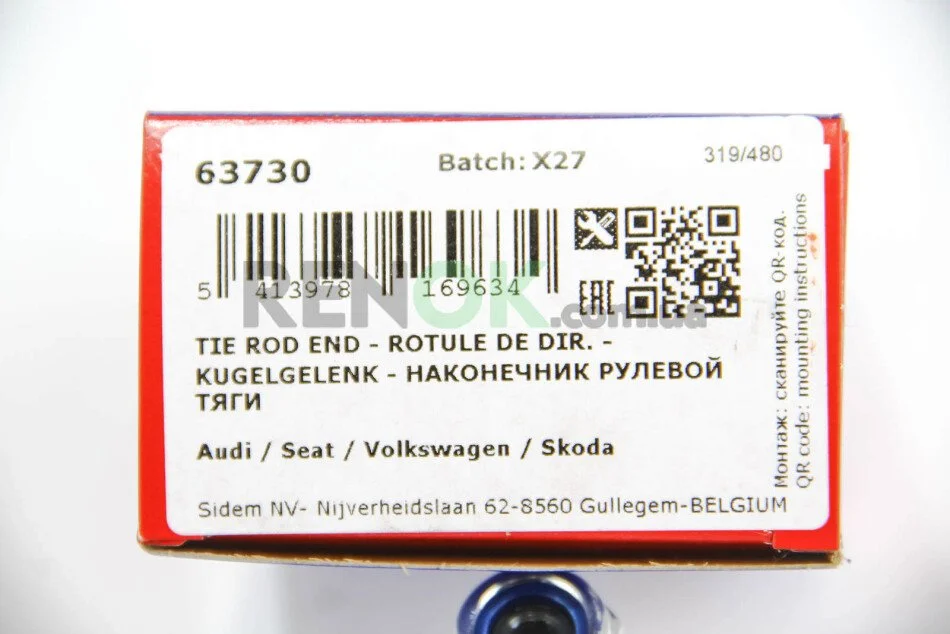 63730
Batch: X27
319/480
5 413978 169634
EAC
RENOK.com.ua
TIE ROD END - ROTULE DE DIR. -
KUGELGELENK - НАКОНЕЧНИК РУЛЕВОЙ
ТЯГИ
Audi / Seat / Volkswagen / Skoda
Sidem NV- Nijverheidslaan 62-8560 Gullegem-BELGIUM
Монтаж: сканируйте QR-код.
QR code: mounting instructions